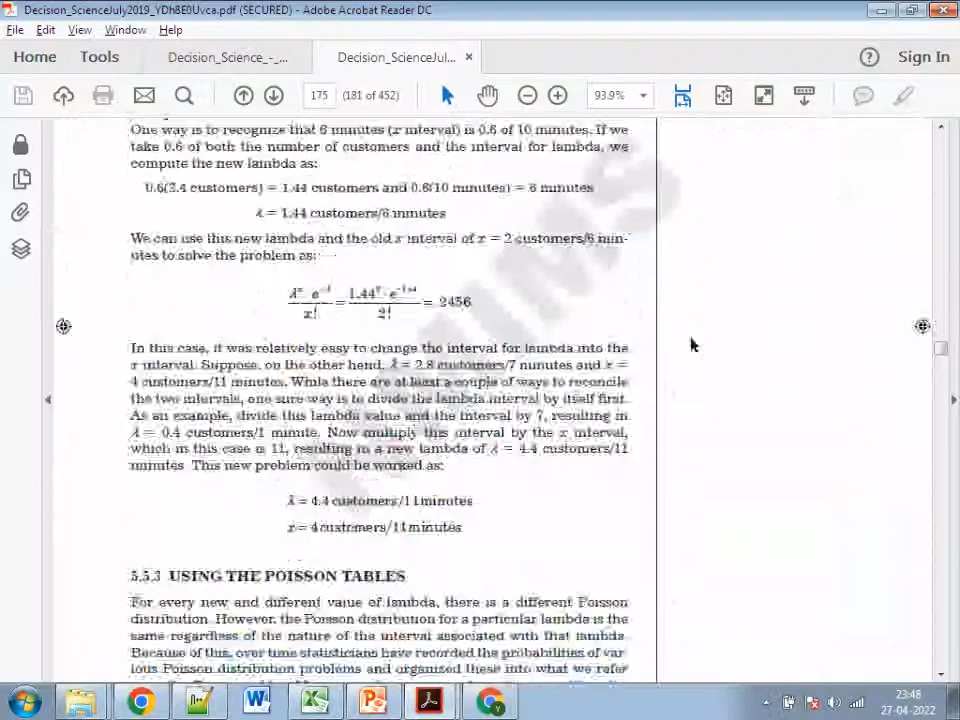 Decision_ScienceJuly2019_YDh8E0Uvca.pdf (SECURED) - Adobe Acrobat Reader DC
File Edit View Window Help
Home Tools Decision_Science_-_... Decision_ScienceJul... × Sign In
175 (181 of 452) 93.9%
One way is to recognize that 6 minutes (x interval) is 0.6 of 10 minutes. If we
take 0.6 of both the number of customers and the interval for lambda, we
compute the new lambda as:
0.6(2.4 customers) = 1.44 customers and 0.6(10 minutes) = 6 minutes
λ = 1.44 customers/6 minutes
We can use this new lambda and the old x interval of x = 2 customers/6 min-
utes to solve the problem as:
= = 2456
x! 2!
In this case, it was relatively easy to change the interval for lambda into the
x interval. Suppose, on the other hand, λ = 2.8 customers/7 minutes and x =
4 customers/11 minutes. While there are at least a couple of ways to reconcile
the two intervals, one sure way is to divide the lambda interval by itself first.
As an example, divide this lambda value and the interval by 7, resulting in
λ = 0.4 customers/1 minute. Now multiply this interval by the x interval,
which in this case is 11, resulting in a new lambda of λ = 4.4 customers/11
minutes This new problem could be worked as:
λ = 4.4 customers/11minutes
x = 4 customers/11minutes
5.5.3 USING THE POISSON TABLES
For every new and different value of lambda, there is a different Poisson
distribution. However, the Poisson distribution for a particular lambda is the
same regardless of the nature of the interval associated with that lambda.
Because of this, over time statisticians have recorded the probabilities of var
ious Poisson distribution problems and organised these into what we refer
23:48
27-04-2022